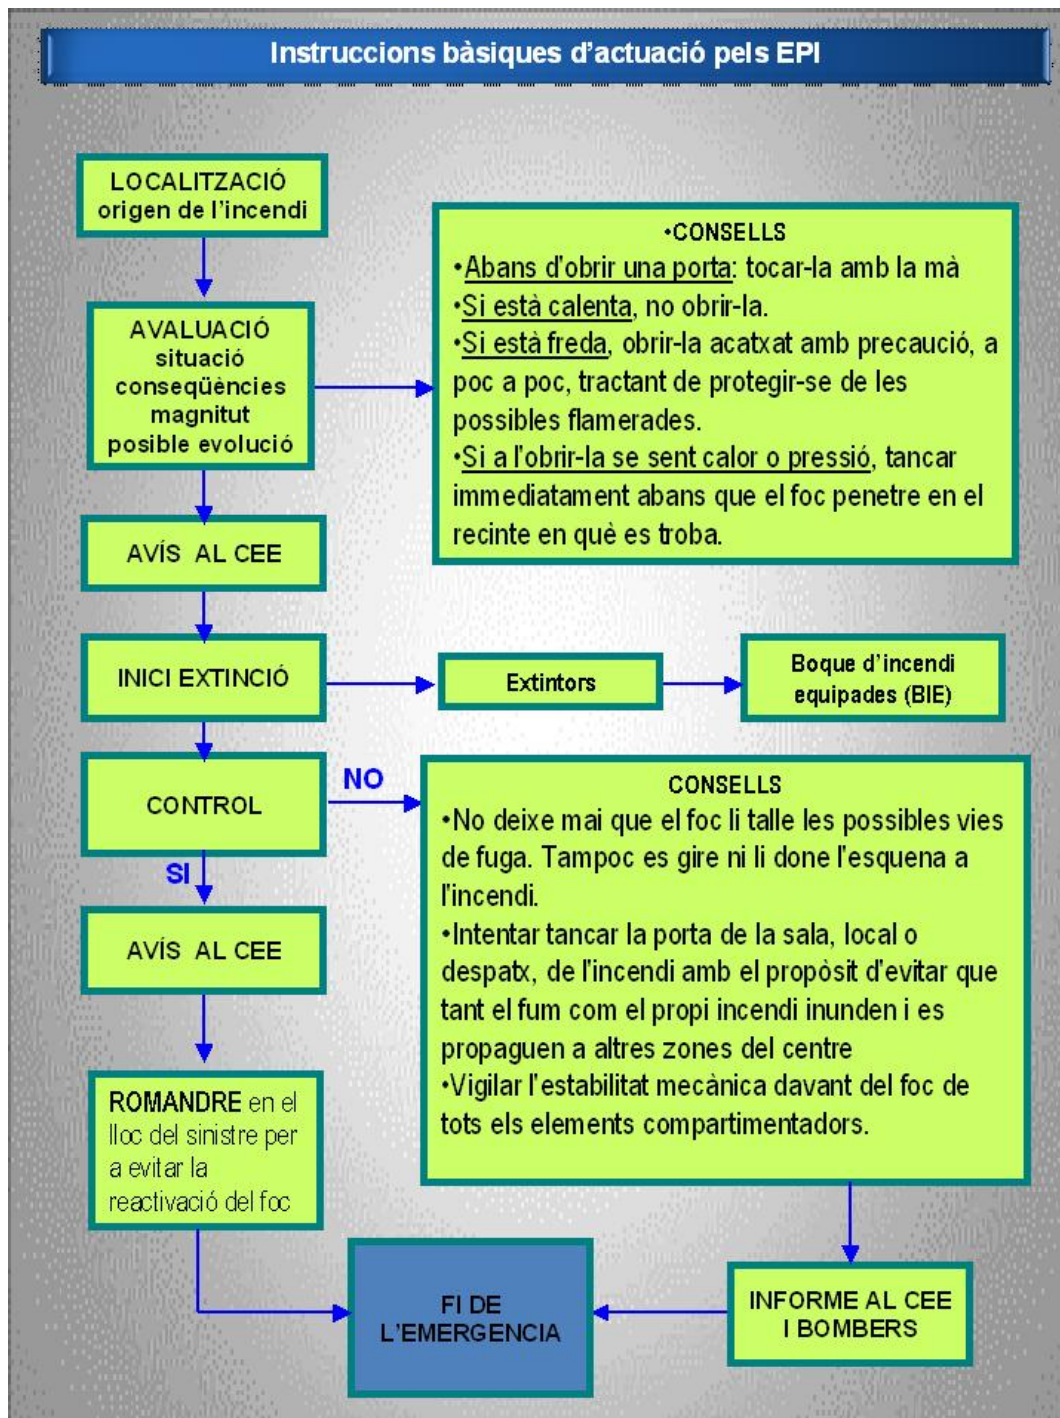 Instruccions bàsiques d'actuació pels EPI
LOCALITZACIÓ
origen de l'incendi
•CONSELLS
•Abans d'obrir una porta: tocar-la amb la mà
•Si està calenta, no obrir-la.
•Si està freda, obrir-la acatxat amb precaució, a
poc a poc, tractant de protegir-se de les
possibles flamerades.
•Si a l'obrir-la se sent calor o pressió, tancar
immediatament abans que el foc penetre en el
recinte en què es troba.
AVALUACIÓ
situació
conseqüències
magnitut
posible evolució
AVÍS AL CEE
INICI EXTINCIÓ
Extintors
Boque d'incendi
equipades (BIE)
CONTROL
NO
SI
CONSELLS
•No deixe mai que el foc li talle les possibles vies
de fuga. Tampoc es gire ni li done l'esquena a
l'incendi.
•Intentar tancar la porta de la sala, local o
despatx, de l'incendi amb el propòsit d'evitar que
tant el fum com el propi incendi inunden i es
propaguen a altres zones del centre
•Vigilar l'estabilitat mecànica davant del foc de
tots els elements compartimentadors.
AVÍS AL CEE
ROMANDRE en el
lloc del sinistre per
a evitar la
reactivació del foc
FI DE
L'EMERGENCIA
INFORME AL CEE
I BOMBERS